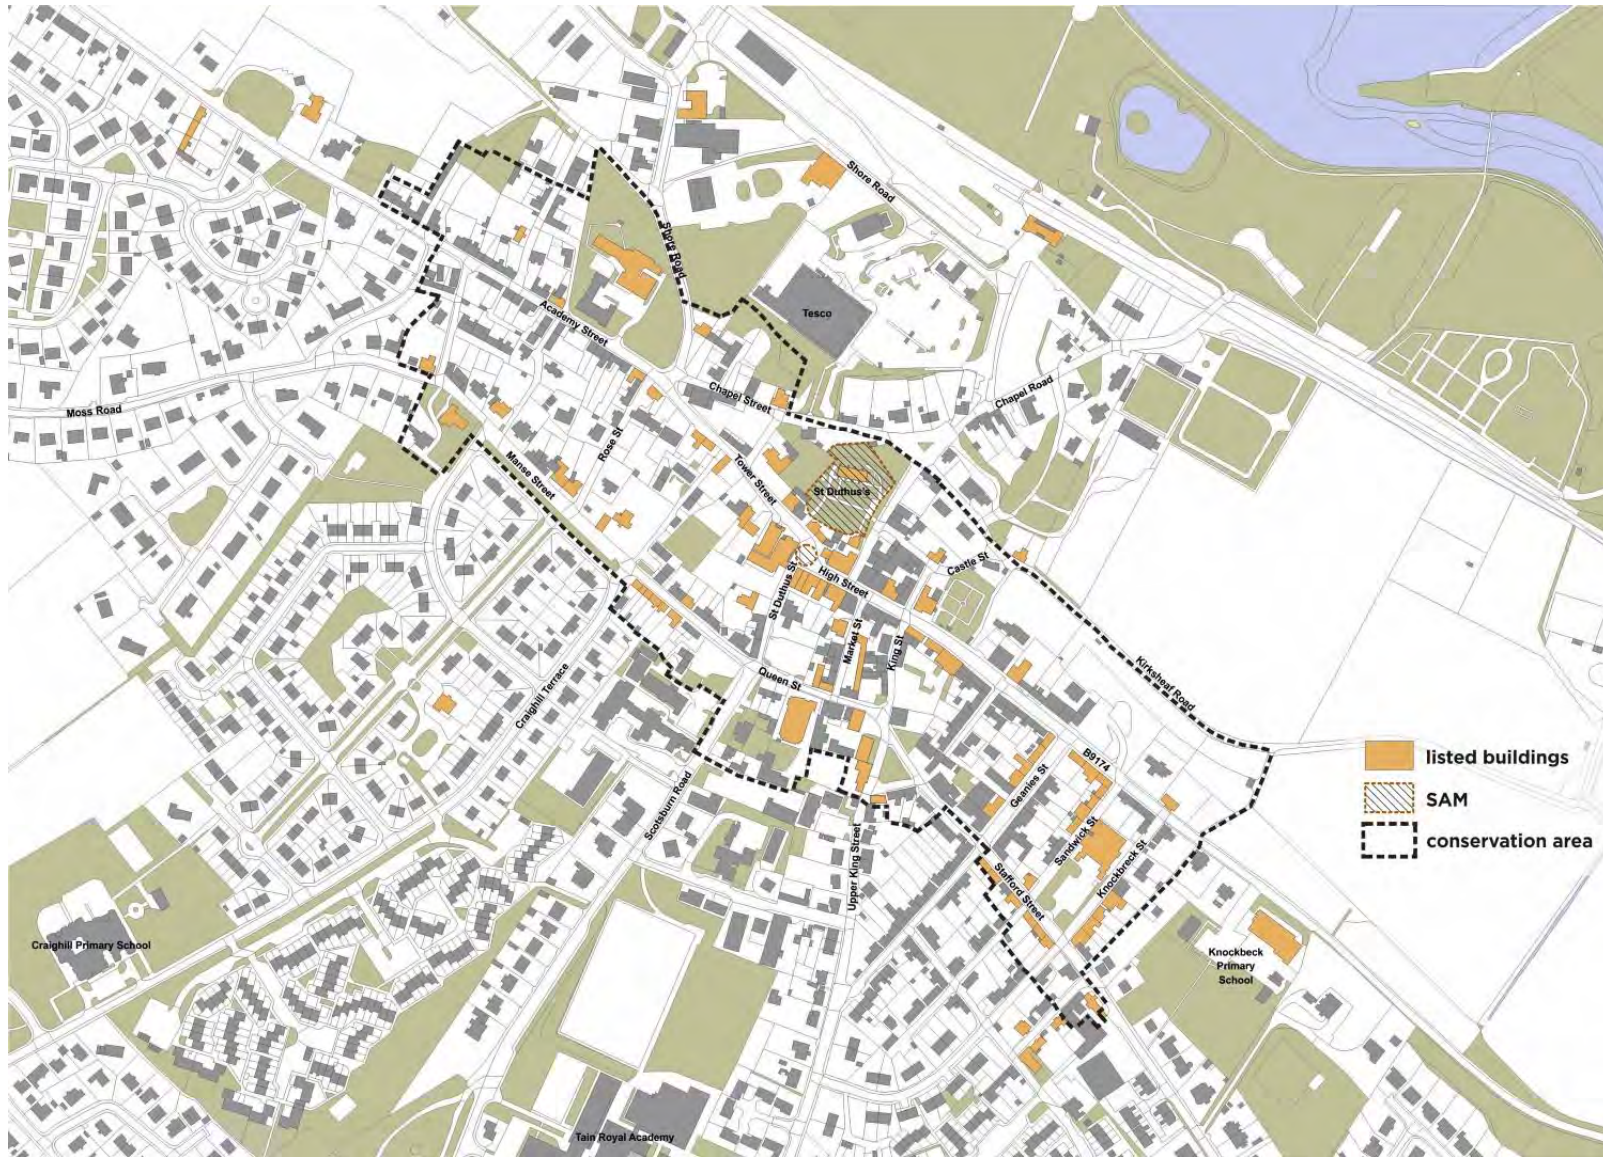 Shore Road
Shore Road
Tesco
Academy Street
Chapel Street
Chapel Road
Moss Road
Rose St
Manse Street
Tower Street
St Duthus's
Castle St
High Street
St Duthus St
Market St
King St
Queen St
Craighill Terrace
Kirksheaf Road
B9174
listed buildings
SAM
conservation area
Geanies St
Scotsburn Road
Sandwick St
Knockbreck St
Upper King Street
Stafford Street
Craighill Primary School
Knockbeck
Primary
School
Tain Royal Academy